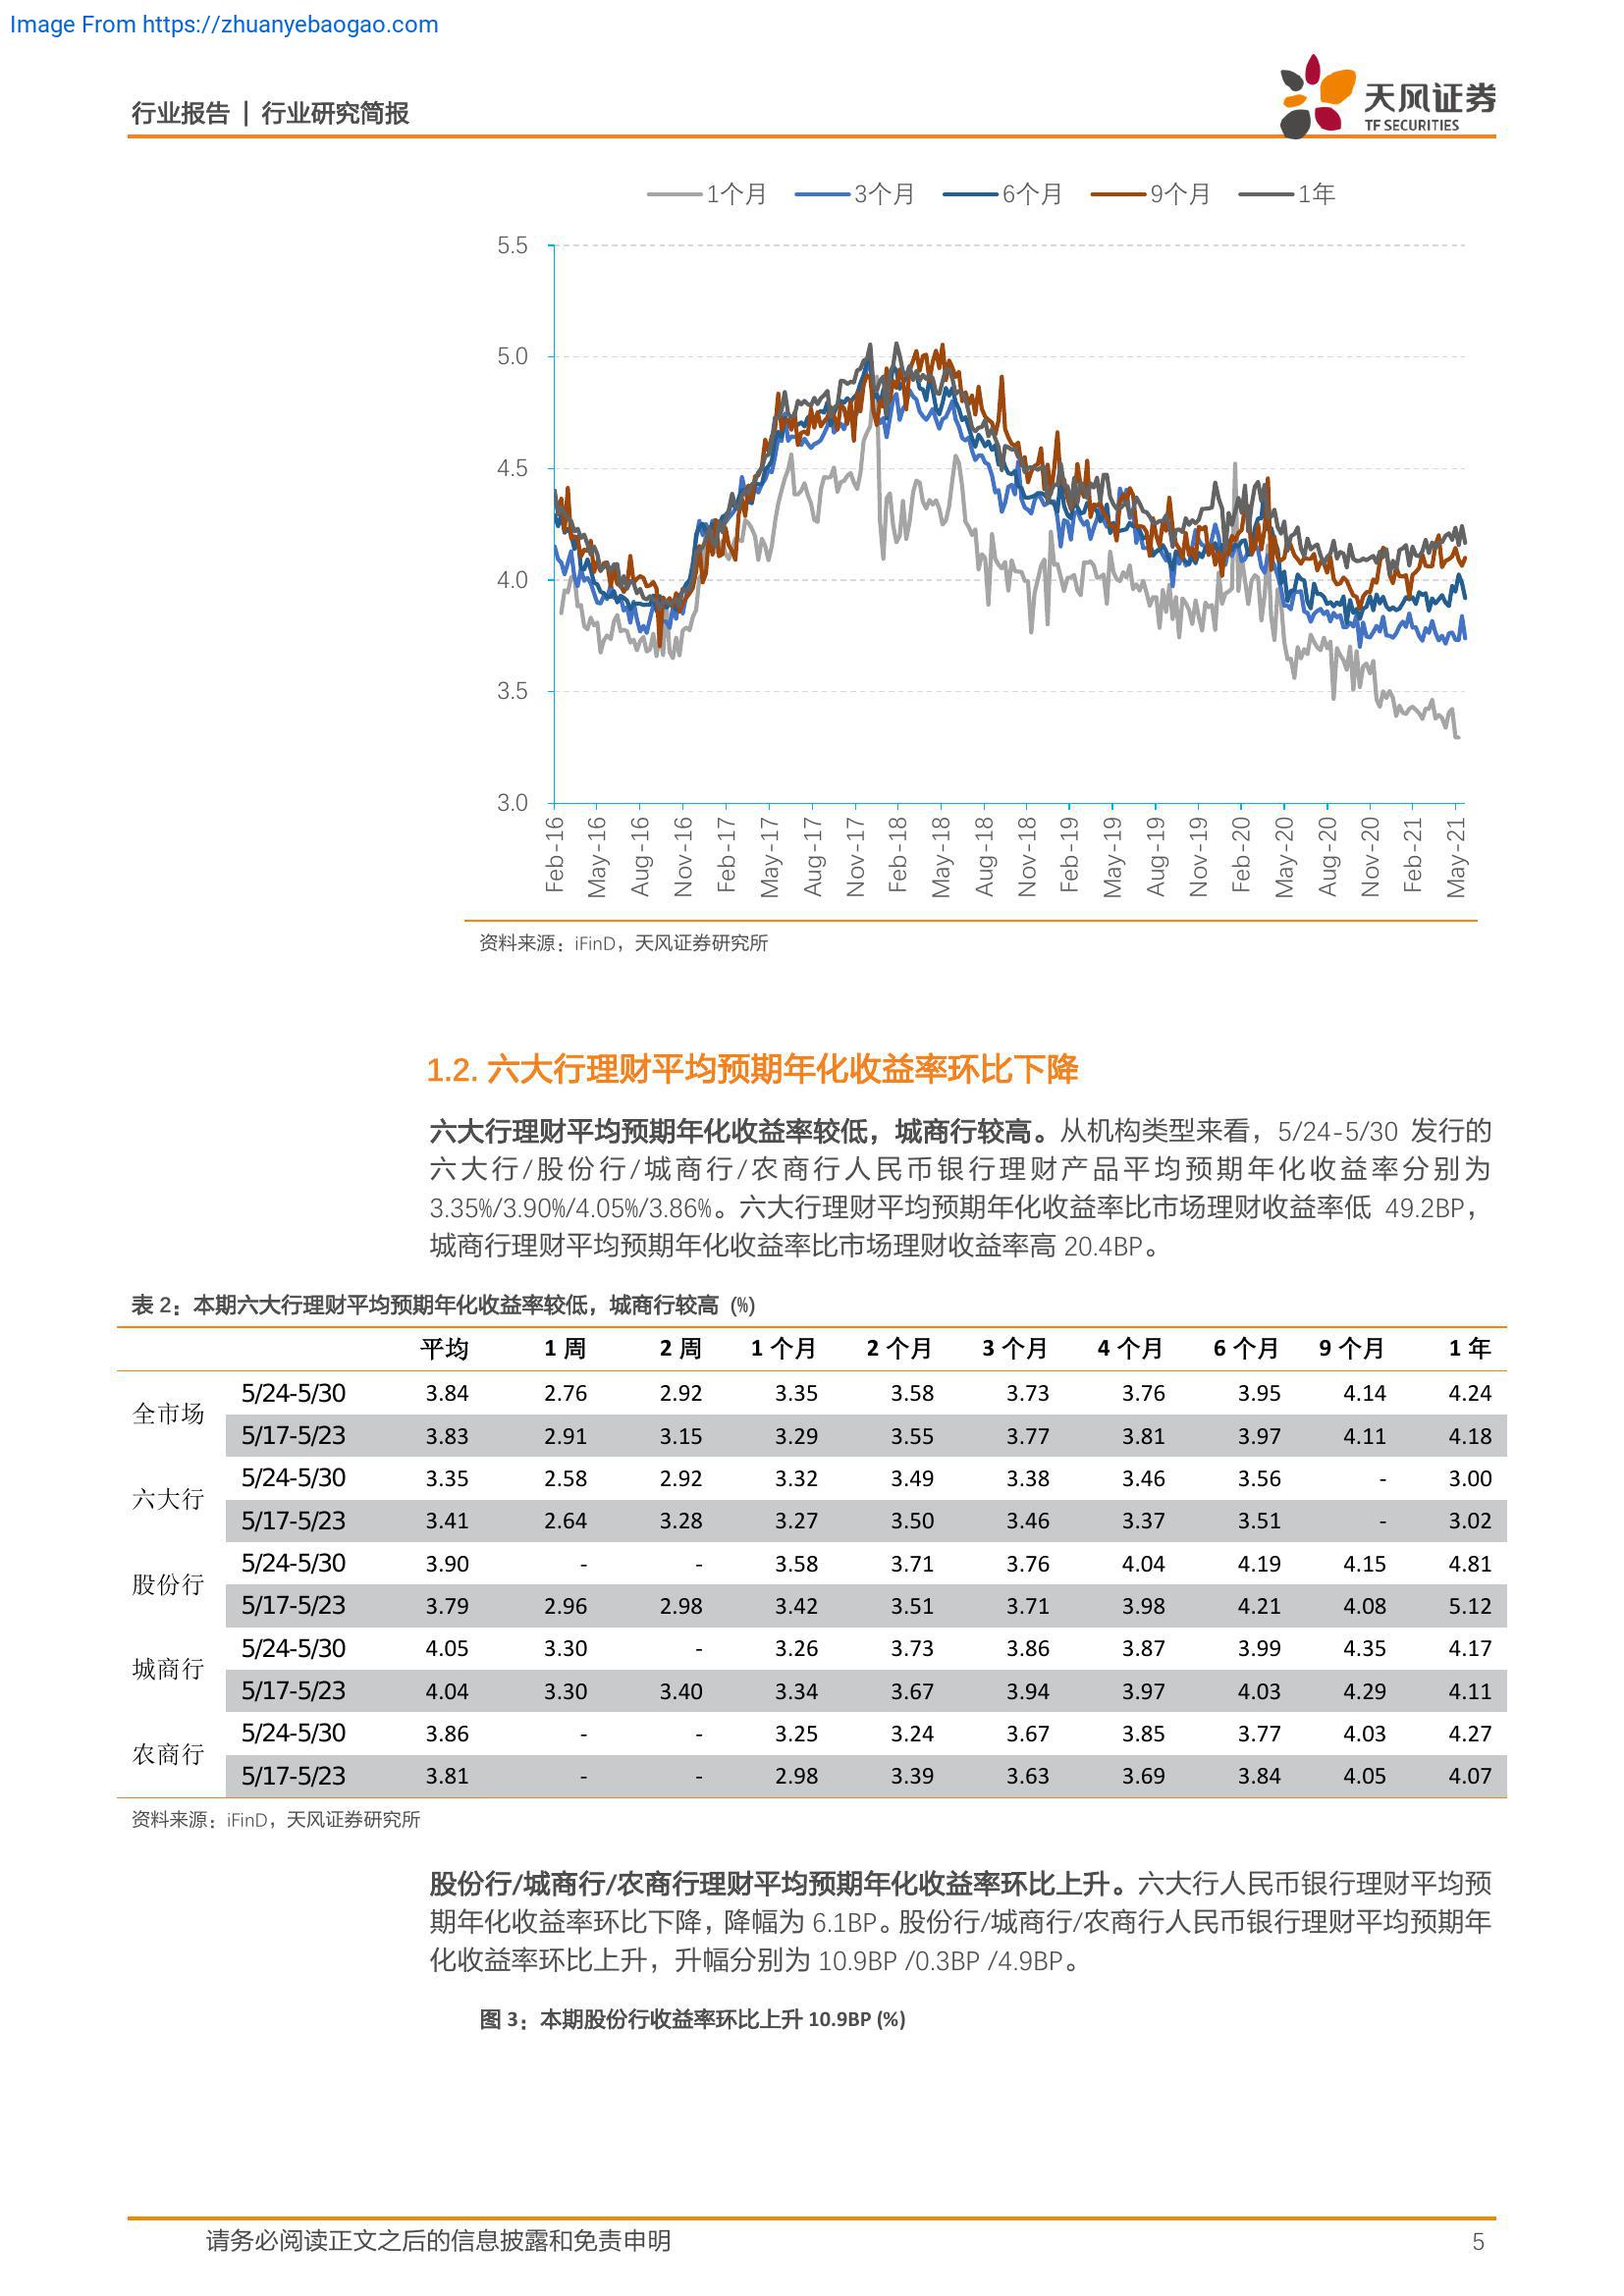 Image From https://zhuanyebaogao.com
行业报告 | 行业研究简报
天风证券
TF SECURITIES
1个月 3个月 6个月 9个月 1年
5.5
5.0
4.5
4.0
3.5
3.0
Feb-16 May-16 Aug-16 Nov-16 Feb-17 May-17 Aug-17 Nov-17 Feb-18 May-18 Aug-18 Nov-18 Feb-19 May-19 Aug-19 Nov-19 Feb-20 May-20 Aug-20 Nov-20 Feb-21 May-21
资料来源：iFinD，天风证券研究所
1.2. 六大行理财平均预期年化收益率环比下降
六大行理财平均预期年化收益率较低，城商行较高。从机构类型来看，5/24-5/30 发行的
六大行/股份行/城商行/农商行人民币银行理财产品平均预期年化收益率分别为
3.35%/3.90%/4.05%/3.86%。六大行理财平均预期年化收益率比市场理财收益率低 49.2BP，
城商行理财平均预期年化收益率比市场理财收益率高 20.4BP。
表 2：本期六大行理财平均预期年化收益率较低，城商行较高 (%)
平均 1 周 2 周 1 个月 2 个月 3 个月 4 个月 6 个月 9 个月 1 年
全市场 5/24-5/30 3.84 2.76 2.92 3.35 3.58 3.73 3.76 3.95 4.14 4.24
5/17-5/23 3.83 2.91 3.15 3.29 3.55 3.77 3.81 3.97 4.11 4.18
六大行 5/24-5/30 3.35 2.58 2.92 3.32 3.49 3.38 3.46 3.56 - 3.00
5/17-5/23 3.41 2.64 3.28 3.27 3.50 3.46 3.37 3.51 - 3.02
股份行 5/24-5/30 3.90 - - 3.58 3.71 3.76 4.04 4.19 4.15 4.81
5/17-5/23 3.79 2.96 2.98 3.42 3.51 3.71 3.98 4.21 4.08 5.12
城商行 5/24-5/30 4.05 3.30 - 3.26 3.73 3.86 3.87 3.99 4.35 4.17
5/17-5/23 4.04 3.30 3.40 3.34 3.67 3.94 3.97 4.03 4.29 4.11
农商行 5/24-5/30 3.86 - - 3.25 3.24 3.67 3.85 3.77 4.03 4.27
5/17-5/23 3.81 - - 2.98 3.39 3.63 3.69 3.84 4.05 4.07
资料来源：iFinD，天风证券研究所
股份行/城商行/农商行理财平均预期年化收益率环比上升。六大行人民币银行理财平均预
期年化收益率环比下降，降幅为 6.1BP。股份行/城商行/农商行人民币银行理财平均预期年
化收益率环比上升，升幅分别为 10.9BP /0.3BP /4.9BP。
图 3：本期股份行收益率环比上升 10.9BP (%)
请务必阅读正文之后的信息披露和免责申明 5